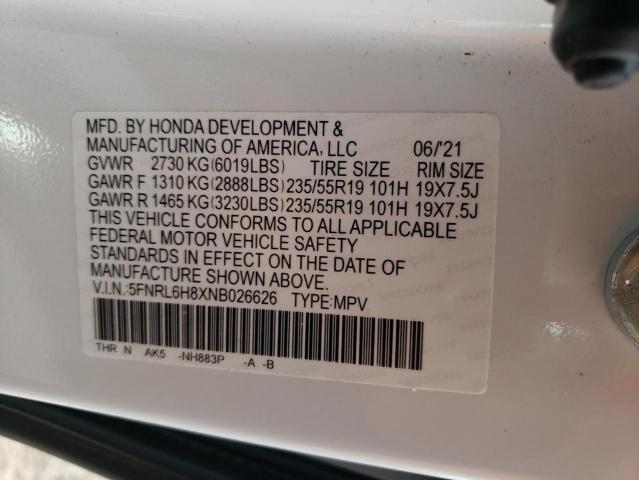 MFD. BY HONDA DEVELOPMENT &
MANUFACTURING OF AMERICA, LLC 06/'21
GVWR 2730 KG(6019LBS) TIRE SIZE RIM SIZE
GAWR F 1310 KG(2888LBS) 235/55R19 101H 19X7.5J
GAWR R 1465 KG(3230LBS) 235/55R19 101H 19X7.5J
THIS VEHICLE CONFORMS TO ALL APPLICABLE
FEDERAL MOTOR VEHICLE SAFETY
STANDARDS IN EFFECT ON THE DATE OF
MANUFACTURE SHOWN ABOVE.
V.I.N.:5FNRL6H8XNB026626 TYPE:MPV
THR N AK5 -NH883P -A -B